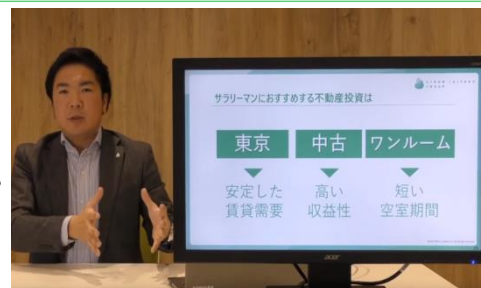 サラリーマンにおすすめする不動産投資は
東京 中古 ワンルーム
安定した 高い 短い
賃貸需要 収益性 空室期間
acer